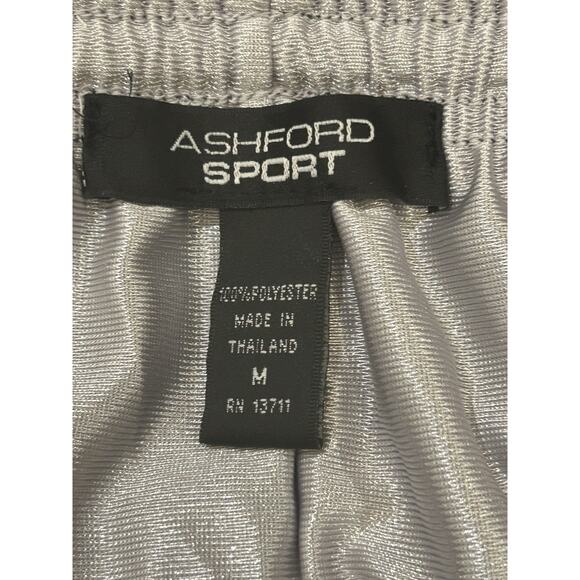 ASHFORD
SPORT
100%POLYESTER
MADE IN
THAILAND
M
RN 13711